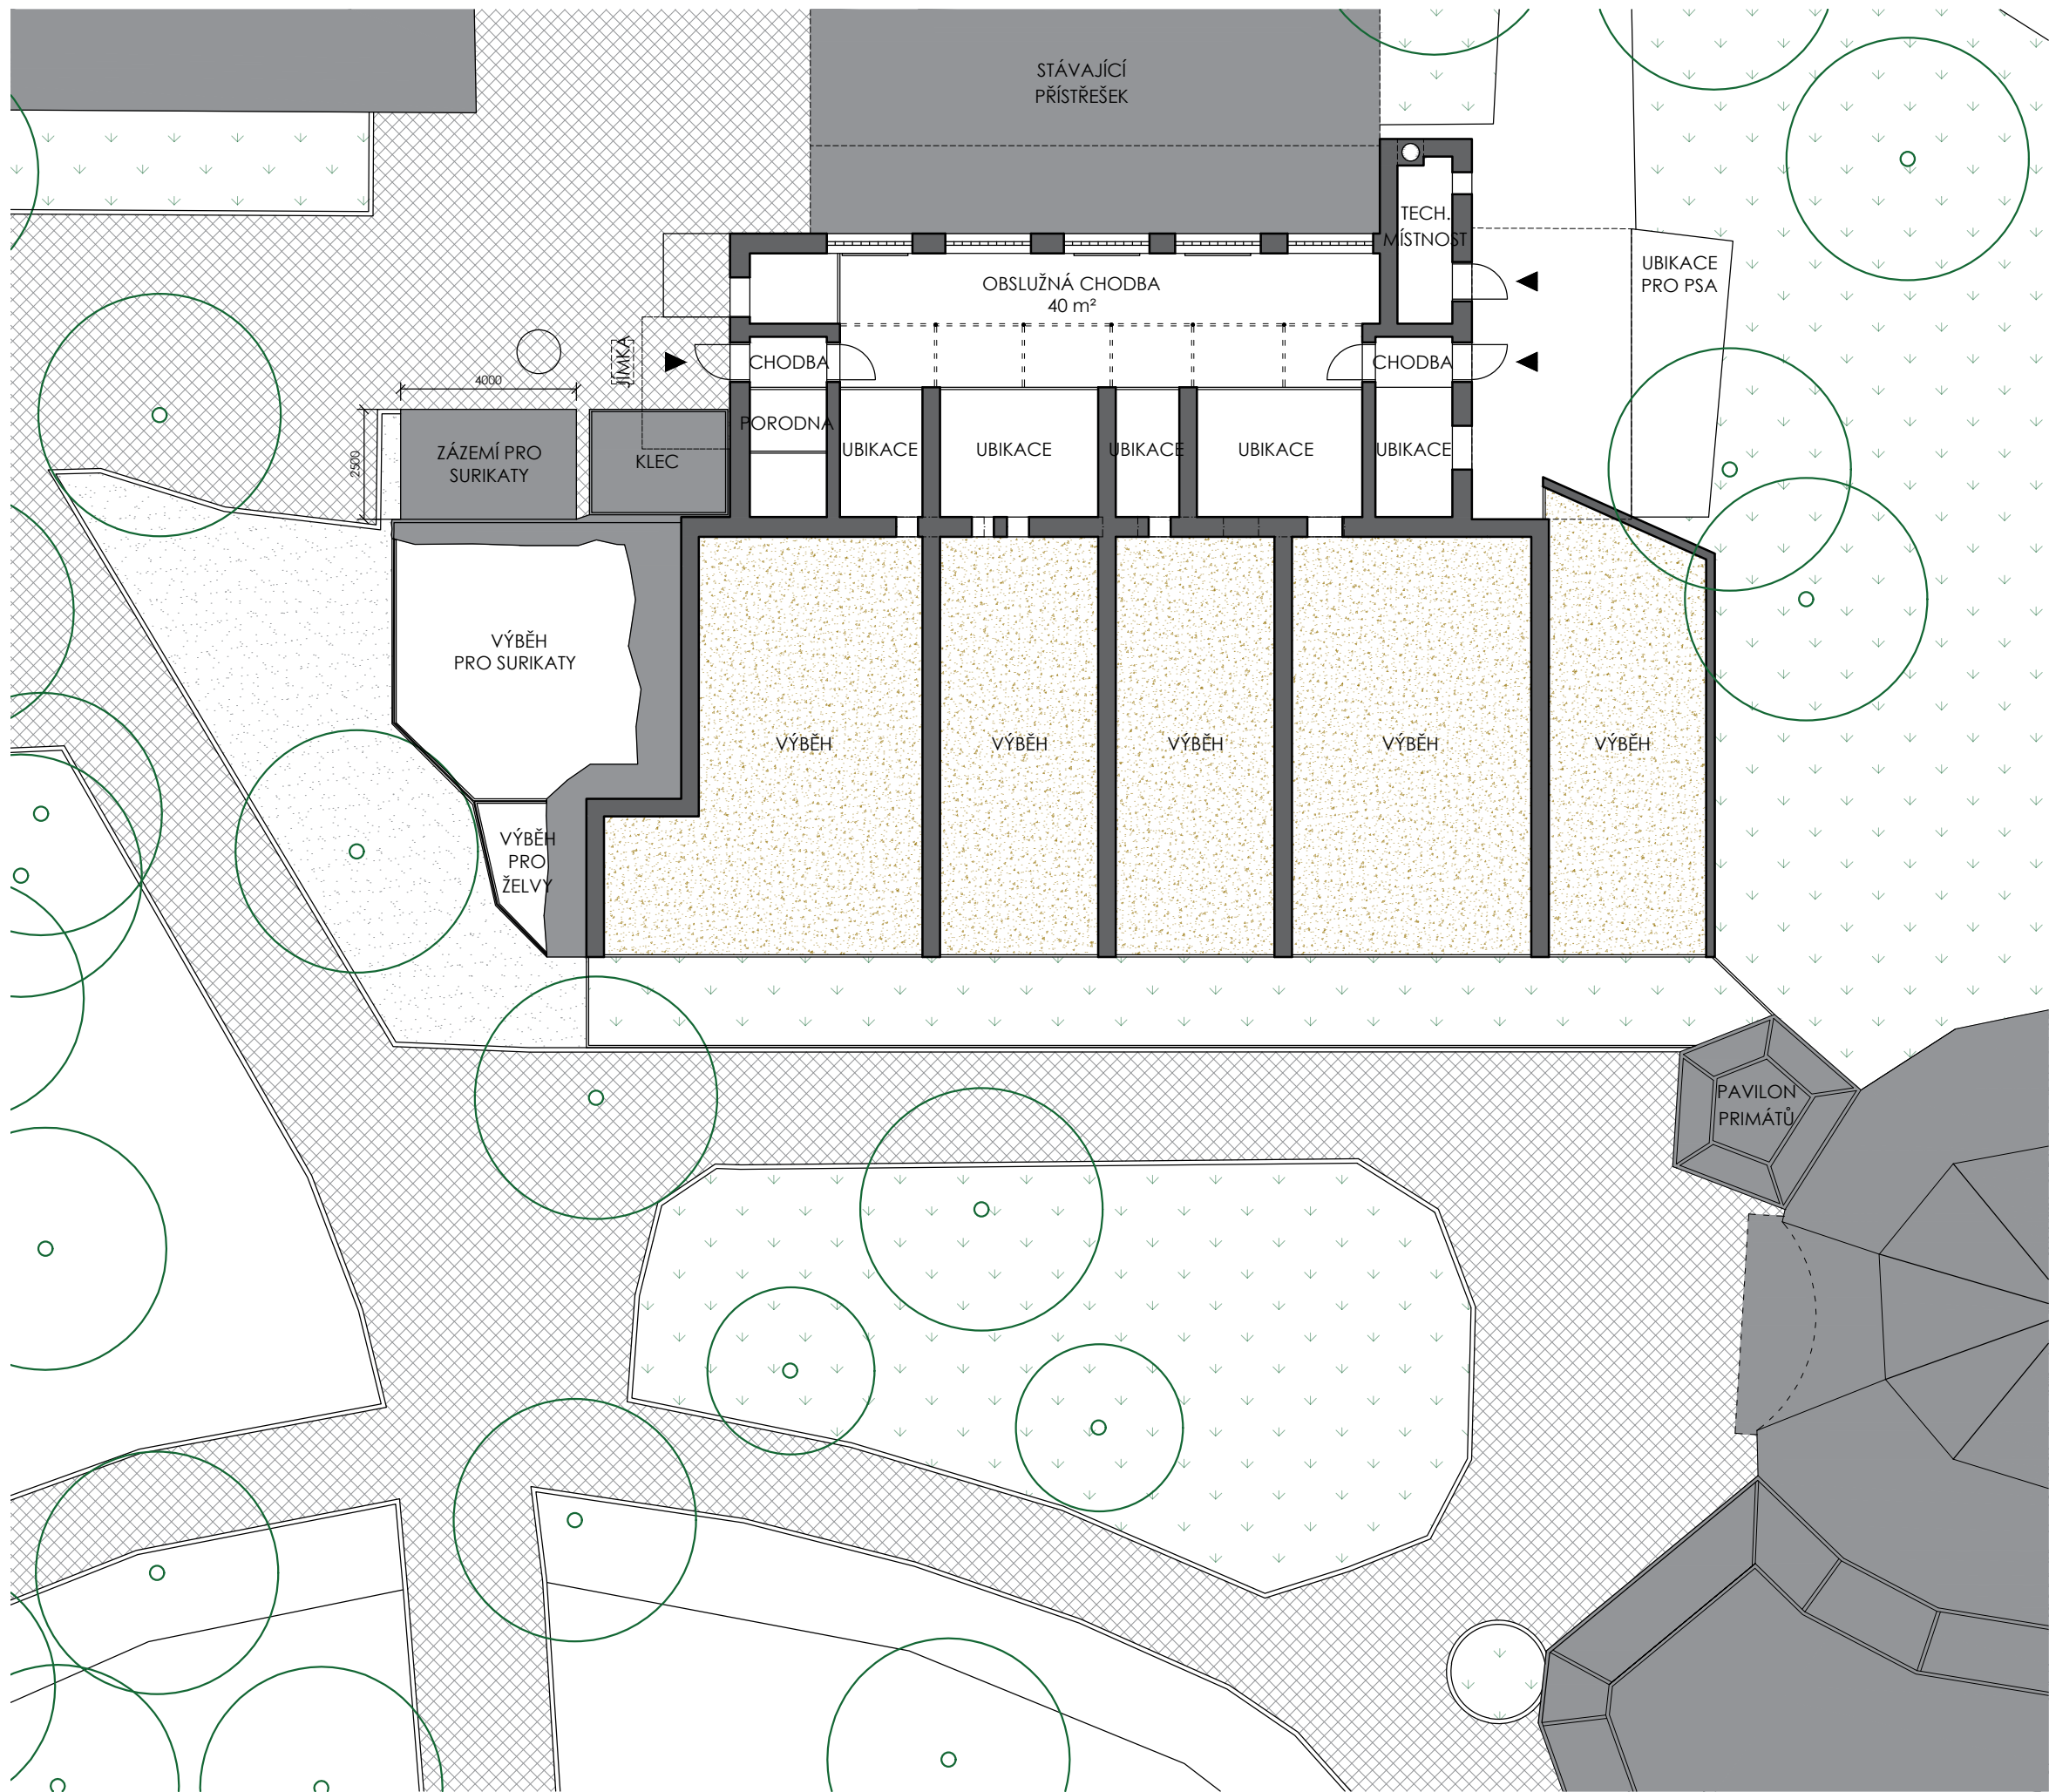 STÁVAJÍCÍ
PŘÍSTŘEŠEK
TECH.
MÍSTNOST
OBSLUŽNÁ CHODBA
40 m²
UBIKACE
PRO PSA
JÍMKA
CHODBA
CHODBA
4000
2500
ZÁZEMÍ PRO
SURIKATY
KLEC
PORODNA
UBIKACE
UBIKACE
UBIKACE
UBIKACE
UBIKACE
VÝBĚH
PRO SURIKATY
VÝBĚH
VÝBĚH
VÝBĚH
VÝBĚH
VÝBĚH
VÝBĚH
PRO
ŽELVY
PAVILON
PRIMÁTŮ